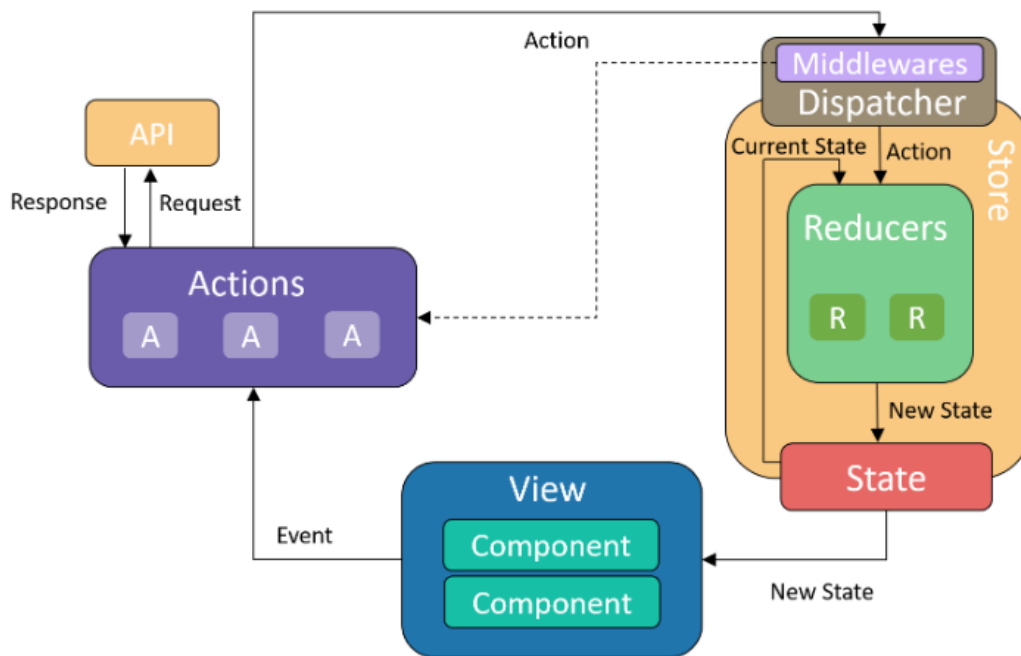 Action
Middlewares
Dispatcher
API
Current State
Action
Store
Response
Request
Reducers
Actions
A
A
A
R
R
New State
View
State
Event
Component
Component
New State